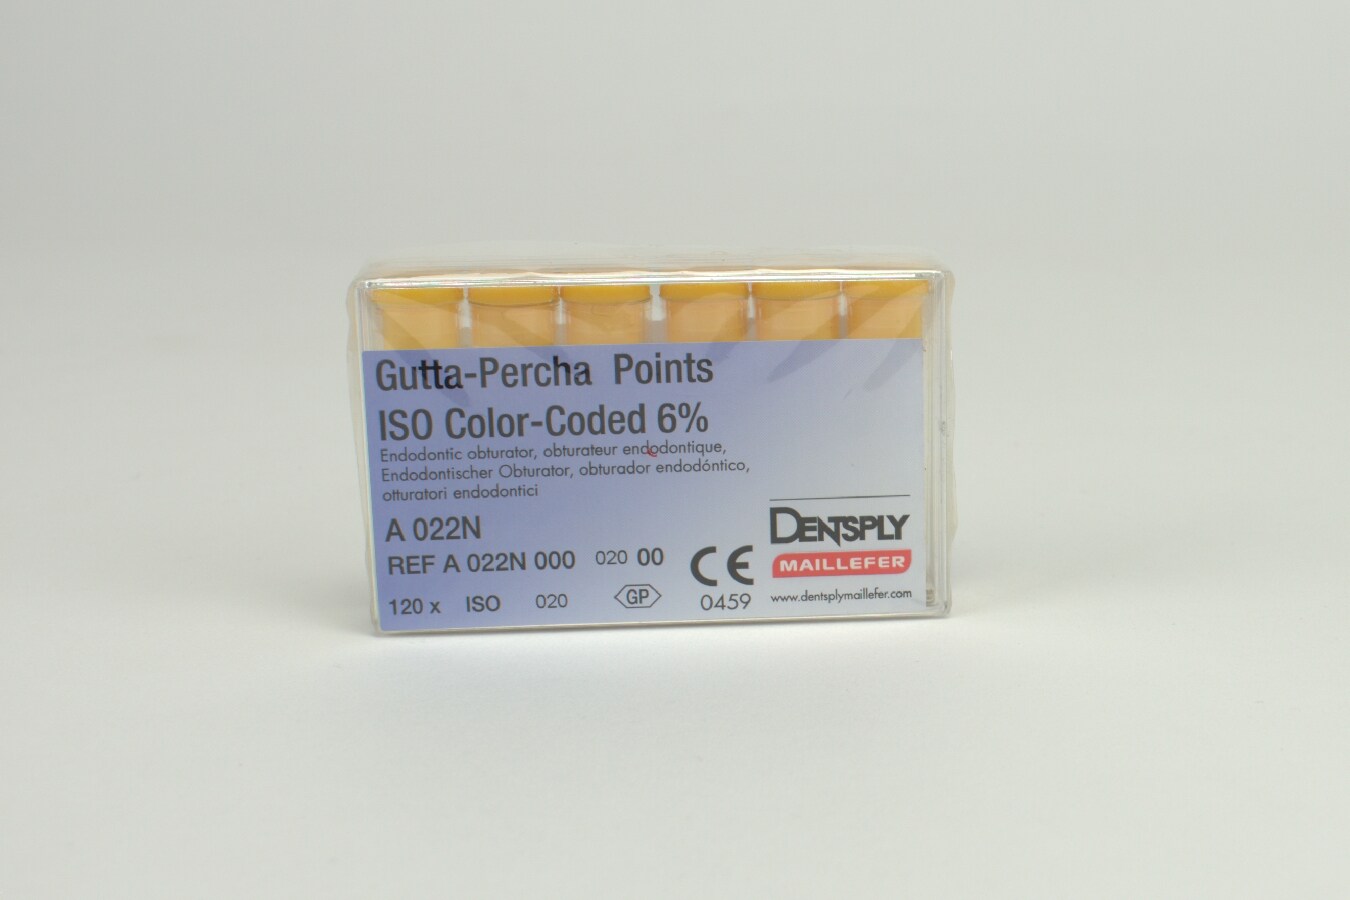 Gutta-Percha Points
ISO Color-Coded 6%
Endodontic obturator, obturateur endodontique,
Endodontischer Obturator, obturador endodóntico,
otturatori endodontici
A 022N
REF A 022N 000 020 00
120 x ISO 020 GP
CE
0459
DENTSPLY
MAILLEFER
www.dentsplymaillefer.com